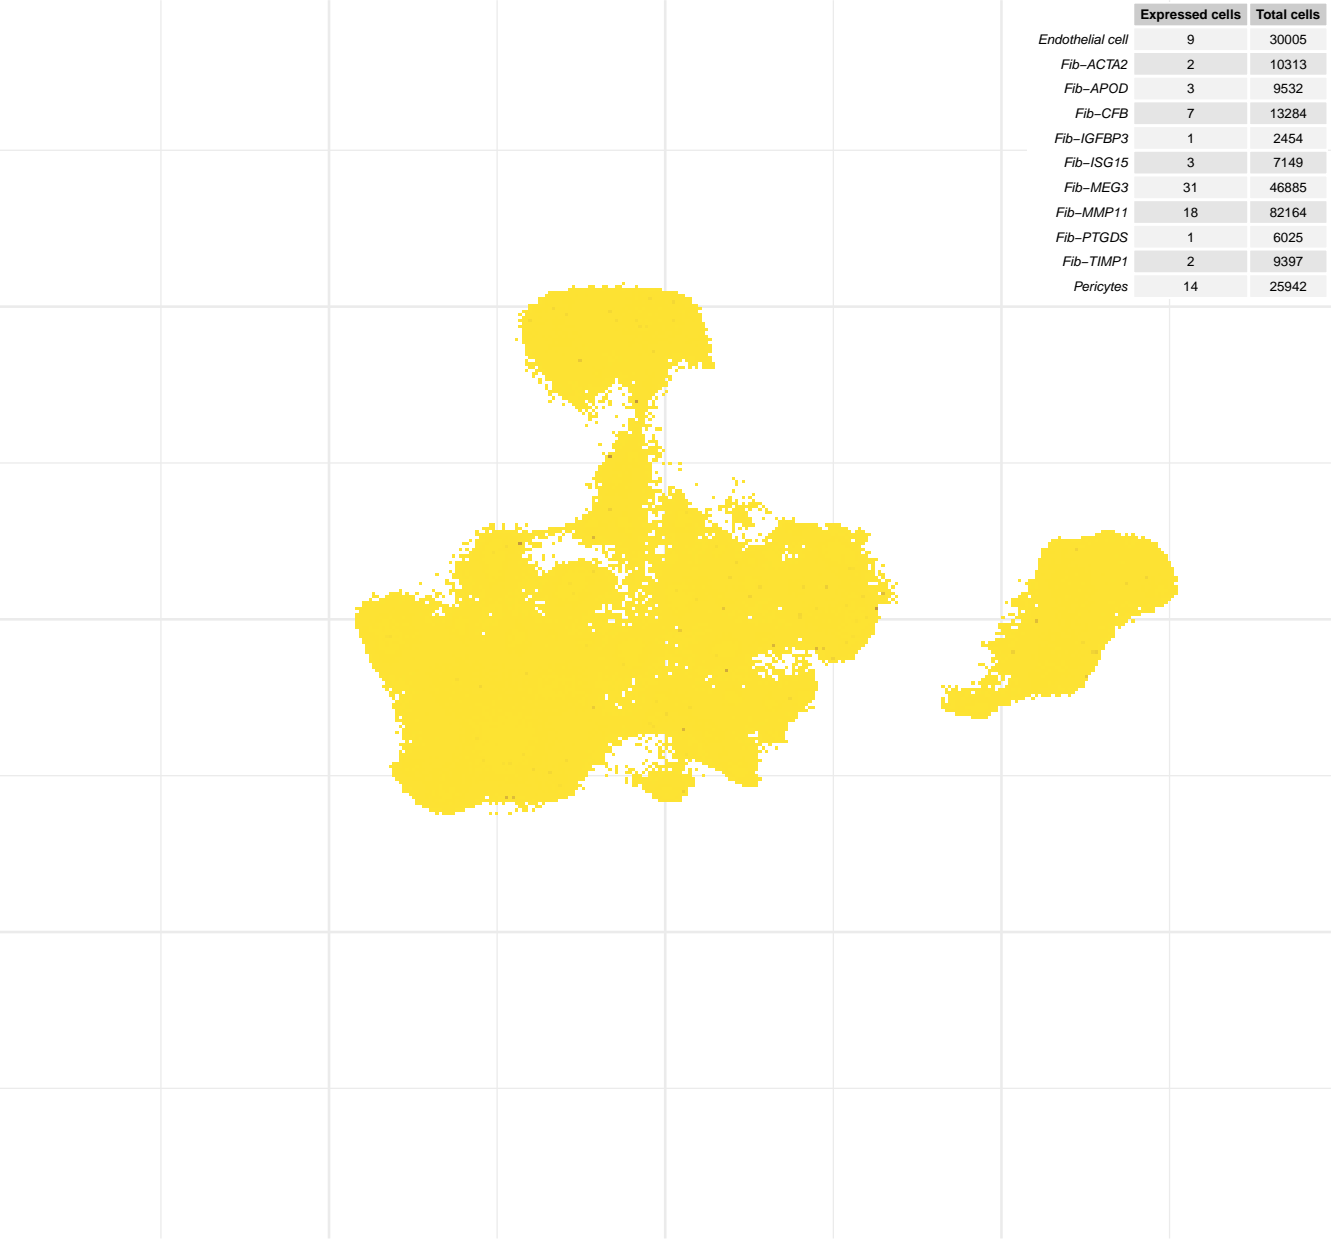 Expressed cells Total cells
Endothelial cell 9 30005
Fib−ACTA2 2 10313
Fib−APOD 3 9532
Fib−CFB 7 13284
Fib−IGFBP3 1 2454
Fib−ISG15 3 7149
Fib−MEG3 31 46885
Fib−MMP11 18 82164
Fib−PTGDS 1 6025
Fib−TIMP1 2 9397
Pericytes 14 25942